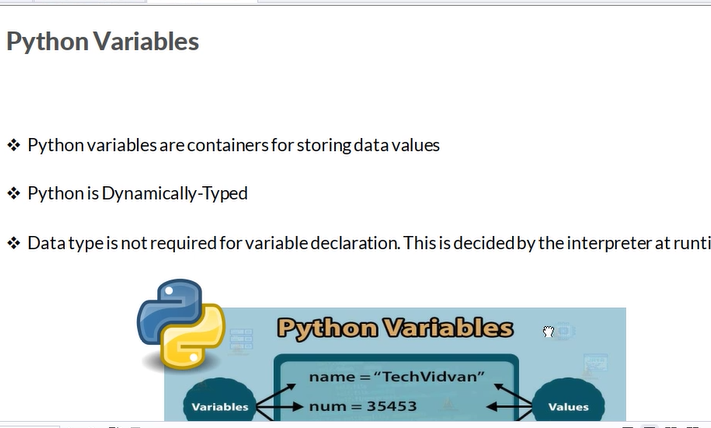 Python Variables
❖ Python variables are containers for storing data values
❖ Python is Dynamically-Typed
❖ Data type is not required for variable declaration. This is decided by the interpreter at runti
Python Variables
name = “TechVidvan”
Variables
num = 35453
Values